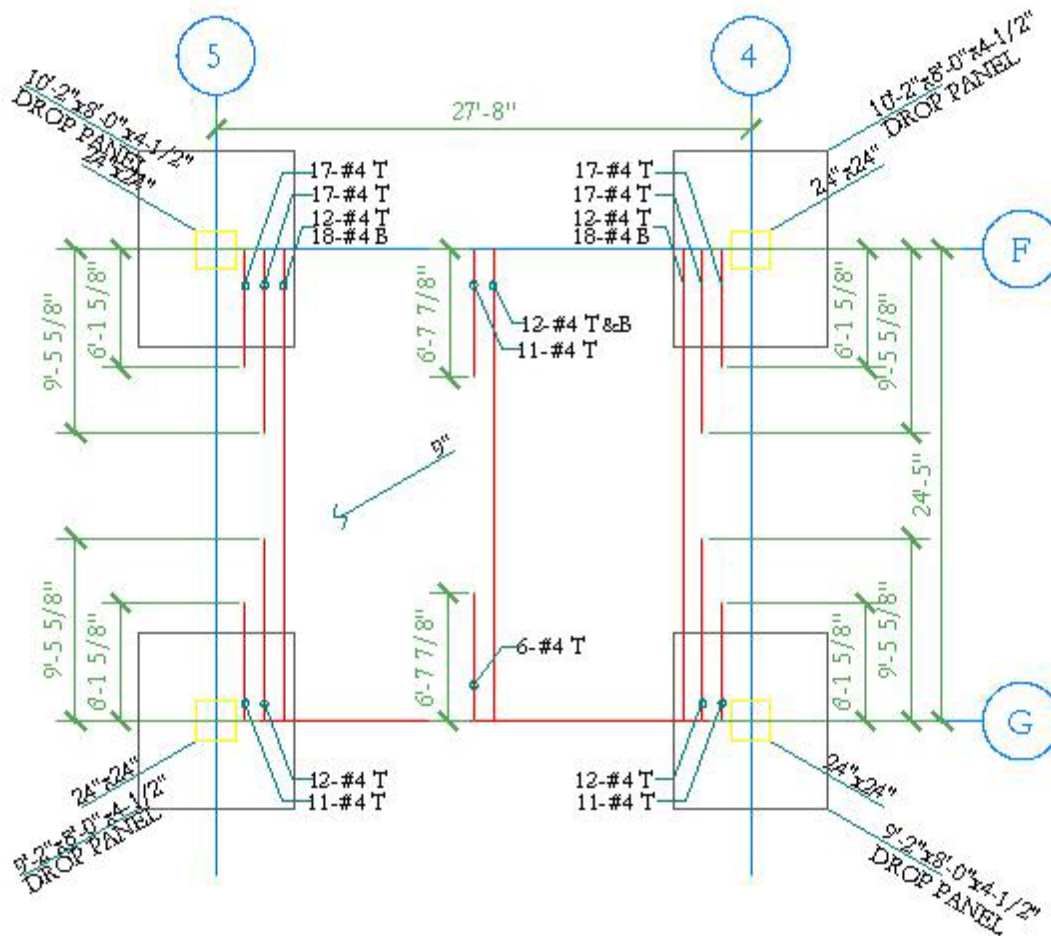 5
4
27'-8"
10'-2"x8'-0"x4-1/2"
DROP PANEL
24"x24"
10'-2"x8'-0"x4-1/2"
DROP PANEL
24"x24"
17-#4 T
17-#4 T
12-#4 T
18-#4 B
17-#4 T
17-#4 T
12-#4 T
18-#4 B
F
9'-5 5/8"
6'-1 5/8"
6'-7 7/8"
12-#4 T&B
11-#4 T
6'-1 5/8"
9'-5 5/8"
9"
24'-5"
9'-5 5/8"
6'-1 5/8"
6'-7 7/8"
6-#4 T
6'-1 5/8"
9'-5 5/8"
G
24"x24"
9'-2"x8'-0"x4-1/2"
DROP PANEL
12-#4 T
11-#4 T
12-#4 T
11-#4 T
24"x24"
9'-2"x8'-0"x4-1/2"
DROP PANEL